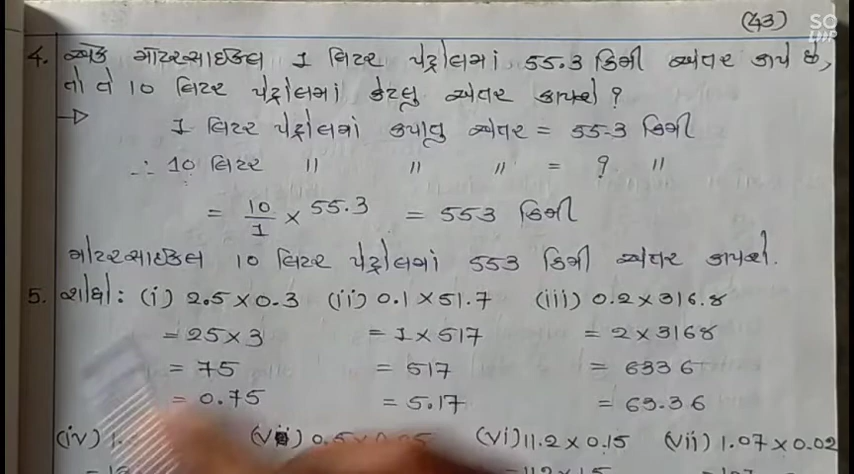 (43)
SO
LMP
4. એક મોટરસાઇકલ 1 લિટર પેટ્રોલમાં 55.3 કિમી અંતર કાપે છે,
તો તે 10 લિટર પેટ્રોલમાં કેટલુ અંતર કાપશે ?
→ 1 લિટર પેટ્રોલમાં કપાતુ અંતર = 55.3 કિમી
∴ 10 લિટર " " " = ? "
= 10/1 × 55.3 = 553 કિમી
મોટરસાઇકલ 10 લિટર પેટ્રોલમાં 553 કિમી અંતર કાપશે.
5. શોધો: (i) 2.5 × 0.3 (ii) 0.1 × 51.7 (iii) 0.2 × 316.8
= 25 × 3 = 1 × 517 = 2 × 3168
= 75 = 517 = 6336
= 0.75 = 5.17 = 63.36
(iv) 1. (vi) 11.2 × 0.15 (vii) 1.07 × 0.02